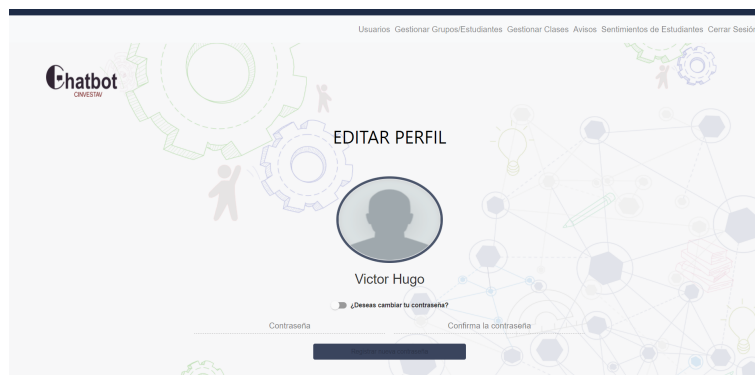 Usuarios Gestionar Grupos/Estudiantes Gestionar Clases Avisos Sentimientos de Estudiantes Cerrar Sesión
Chatbot
CINVESTAV
EDITAR PERFIL
Victor Hugo
¿Deseas cambiar tu contraseña?
Contraseña Confirma la contraseña